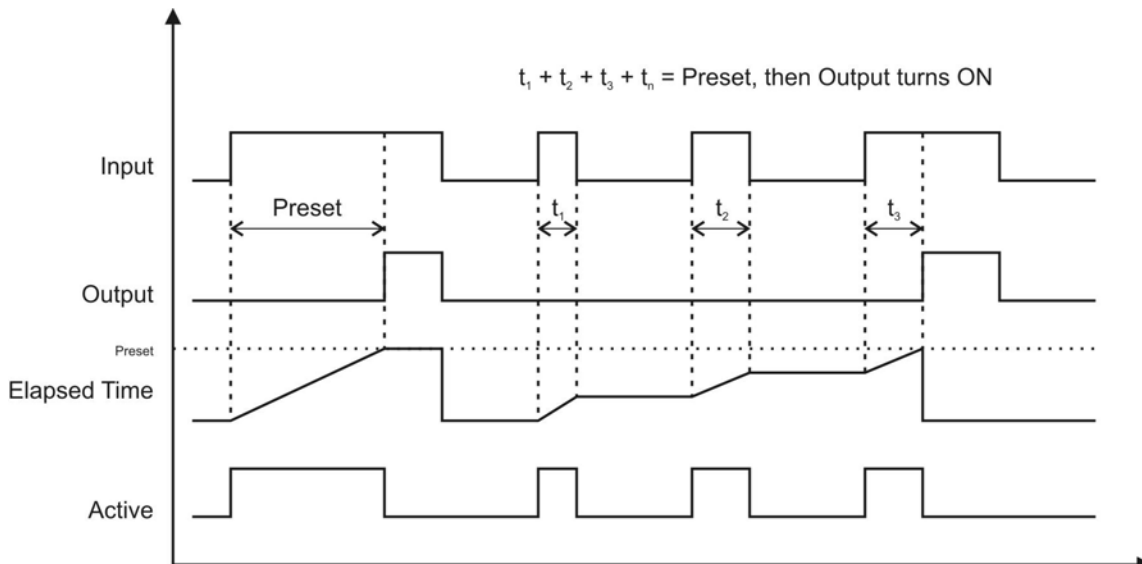 t₁ + t₂ + t₃ + tₙ = Preset, then Output turns ON
Input
Preset
t₁
t₂
t₃
Output
Preset
Elapsed Time
Active